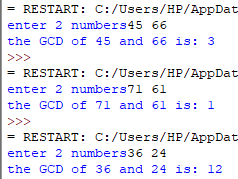 = RESTART: C:/Users/HP/AppDat
enter 2 numbers45 66
the GCD of 45 and 66 is: 3
>>>
= RESTART: C:/Users/HP/AppDat
enter 2 numbers71 61
the GCD of 71 and 61 is: 1
>>>
= RESTART: C:/Users/HP/AppDat
enter 2 numbers36 24
the GCD of 36 and 24 is: 12